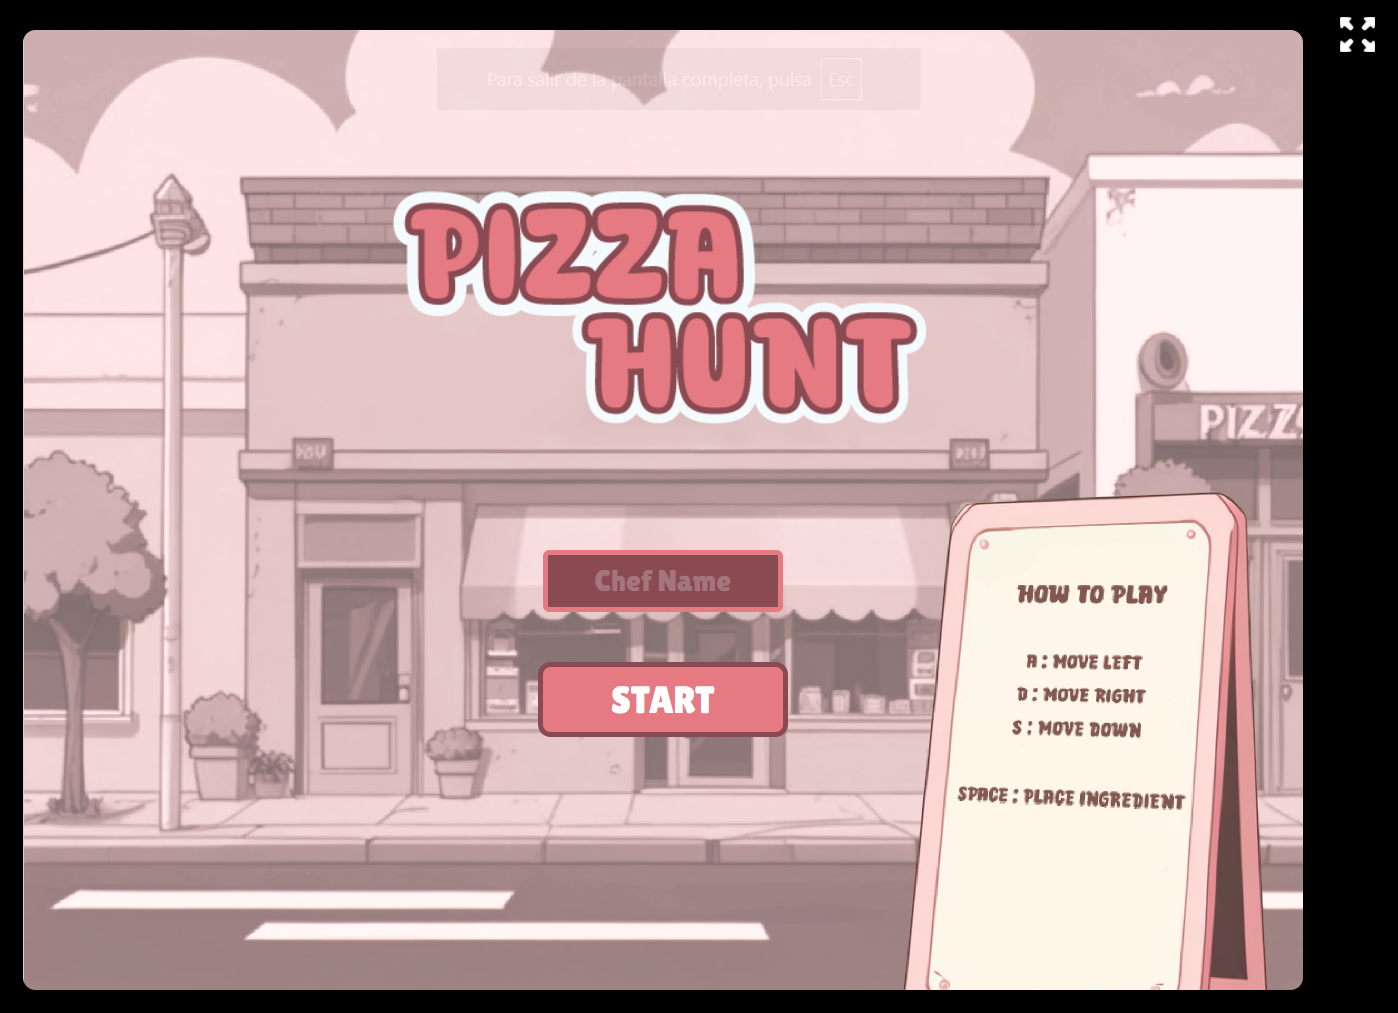 Para salir de la pantalla completa, pulsa Esc
PIZZA
HUNT
PIZZ
Chef Name
START
HOW TO PLAY
A : MOVE LEFT
D : MOVE RIGHT
S : MOVE DOWN
SPACE : PLACE INGREDIENT